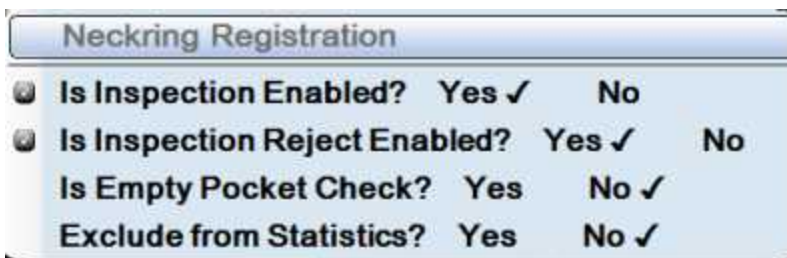 Neckring Registration
Is Inspection Enabled? Yes ✓ No
Is Inspection Reject Enabled? Yes ✓ No
Is Empty Pocket Check? Yes No ✓
Exclude from Statistics? Yes No ✓